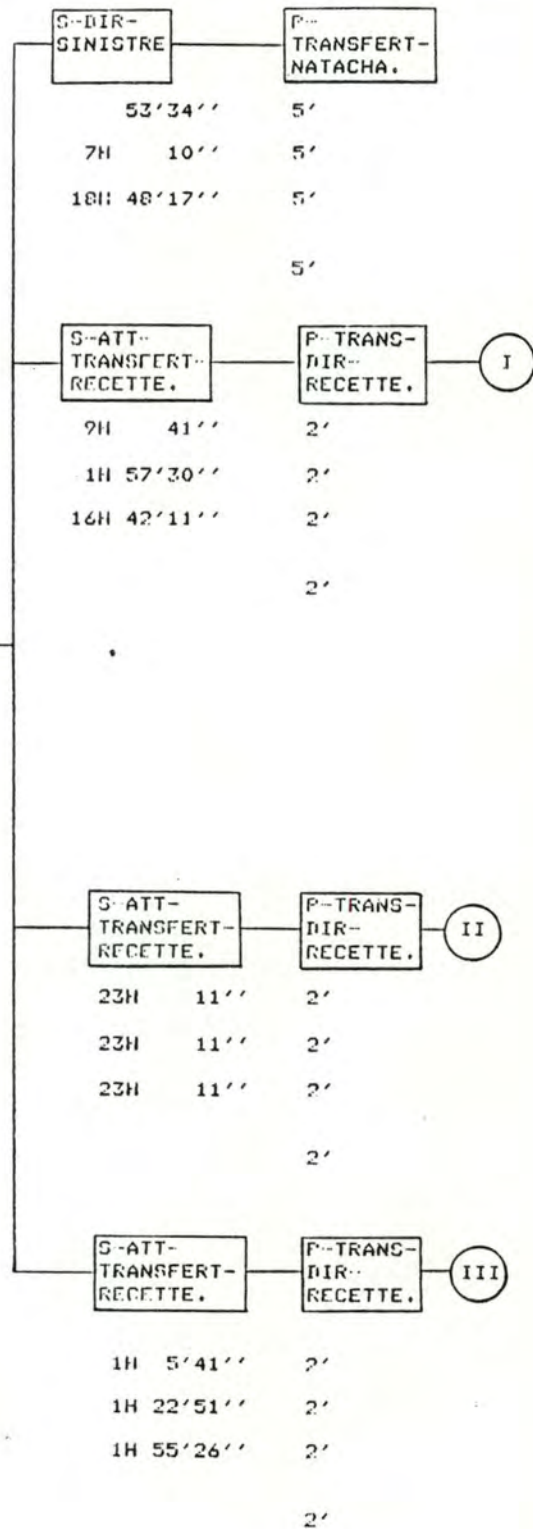 S-DIR-
SINISTRE
P-
TRANSFERT-
NATACHA.
53'34'' 5'
7H 10'' 5'
18H 48'17'' 5'
5'
S-ATT-
TRANSFERT-
RECETTE.
P-TRANS-
DIR-
RECETTE.
I
9H 41'' 2'
1H 57'30'' 2'
16H 42'11'' 2'
2'
S-ATT-
TRANSFERT-
RECETTE.
P-TRANS-
DIR-
RECETTE.
II
23H 11'' 2'
23H 11'' 2'
23H 11'' 2'
2'
S-ATT-
TRANSFERT-
RECETTE.
P-TRANS-
DIR-
RECETTE.
III
1H 5'41'' 2'
1H 22'51'' 2'
1H 55'26'' 2'
2'